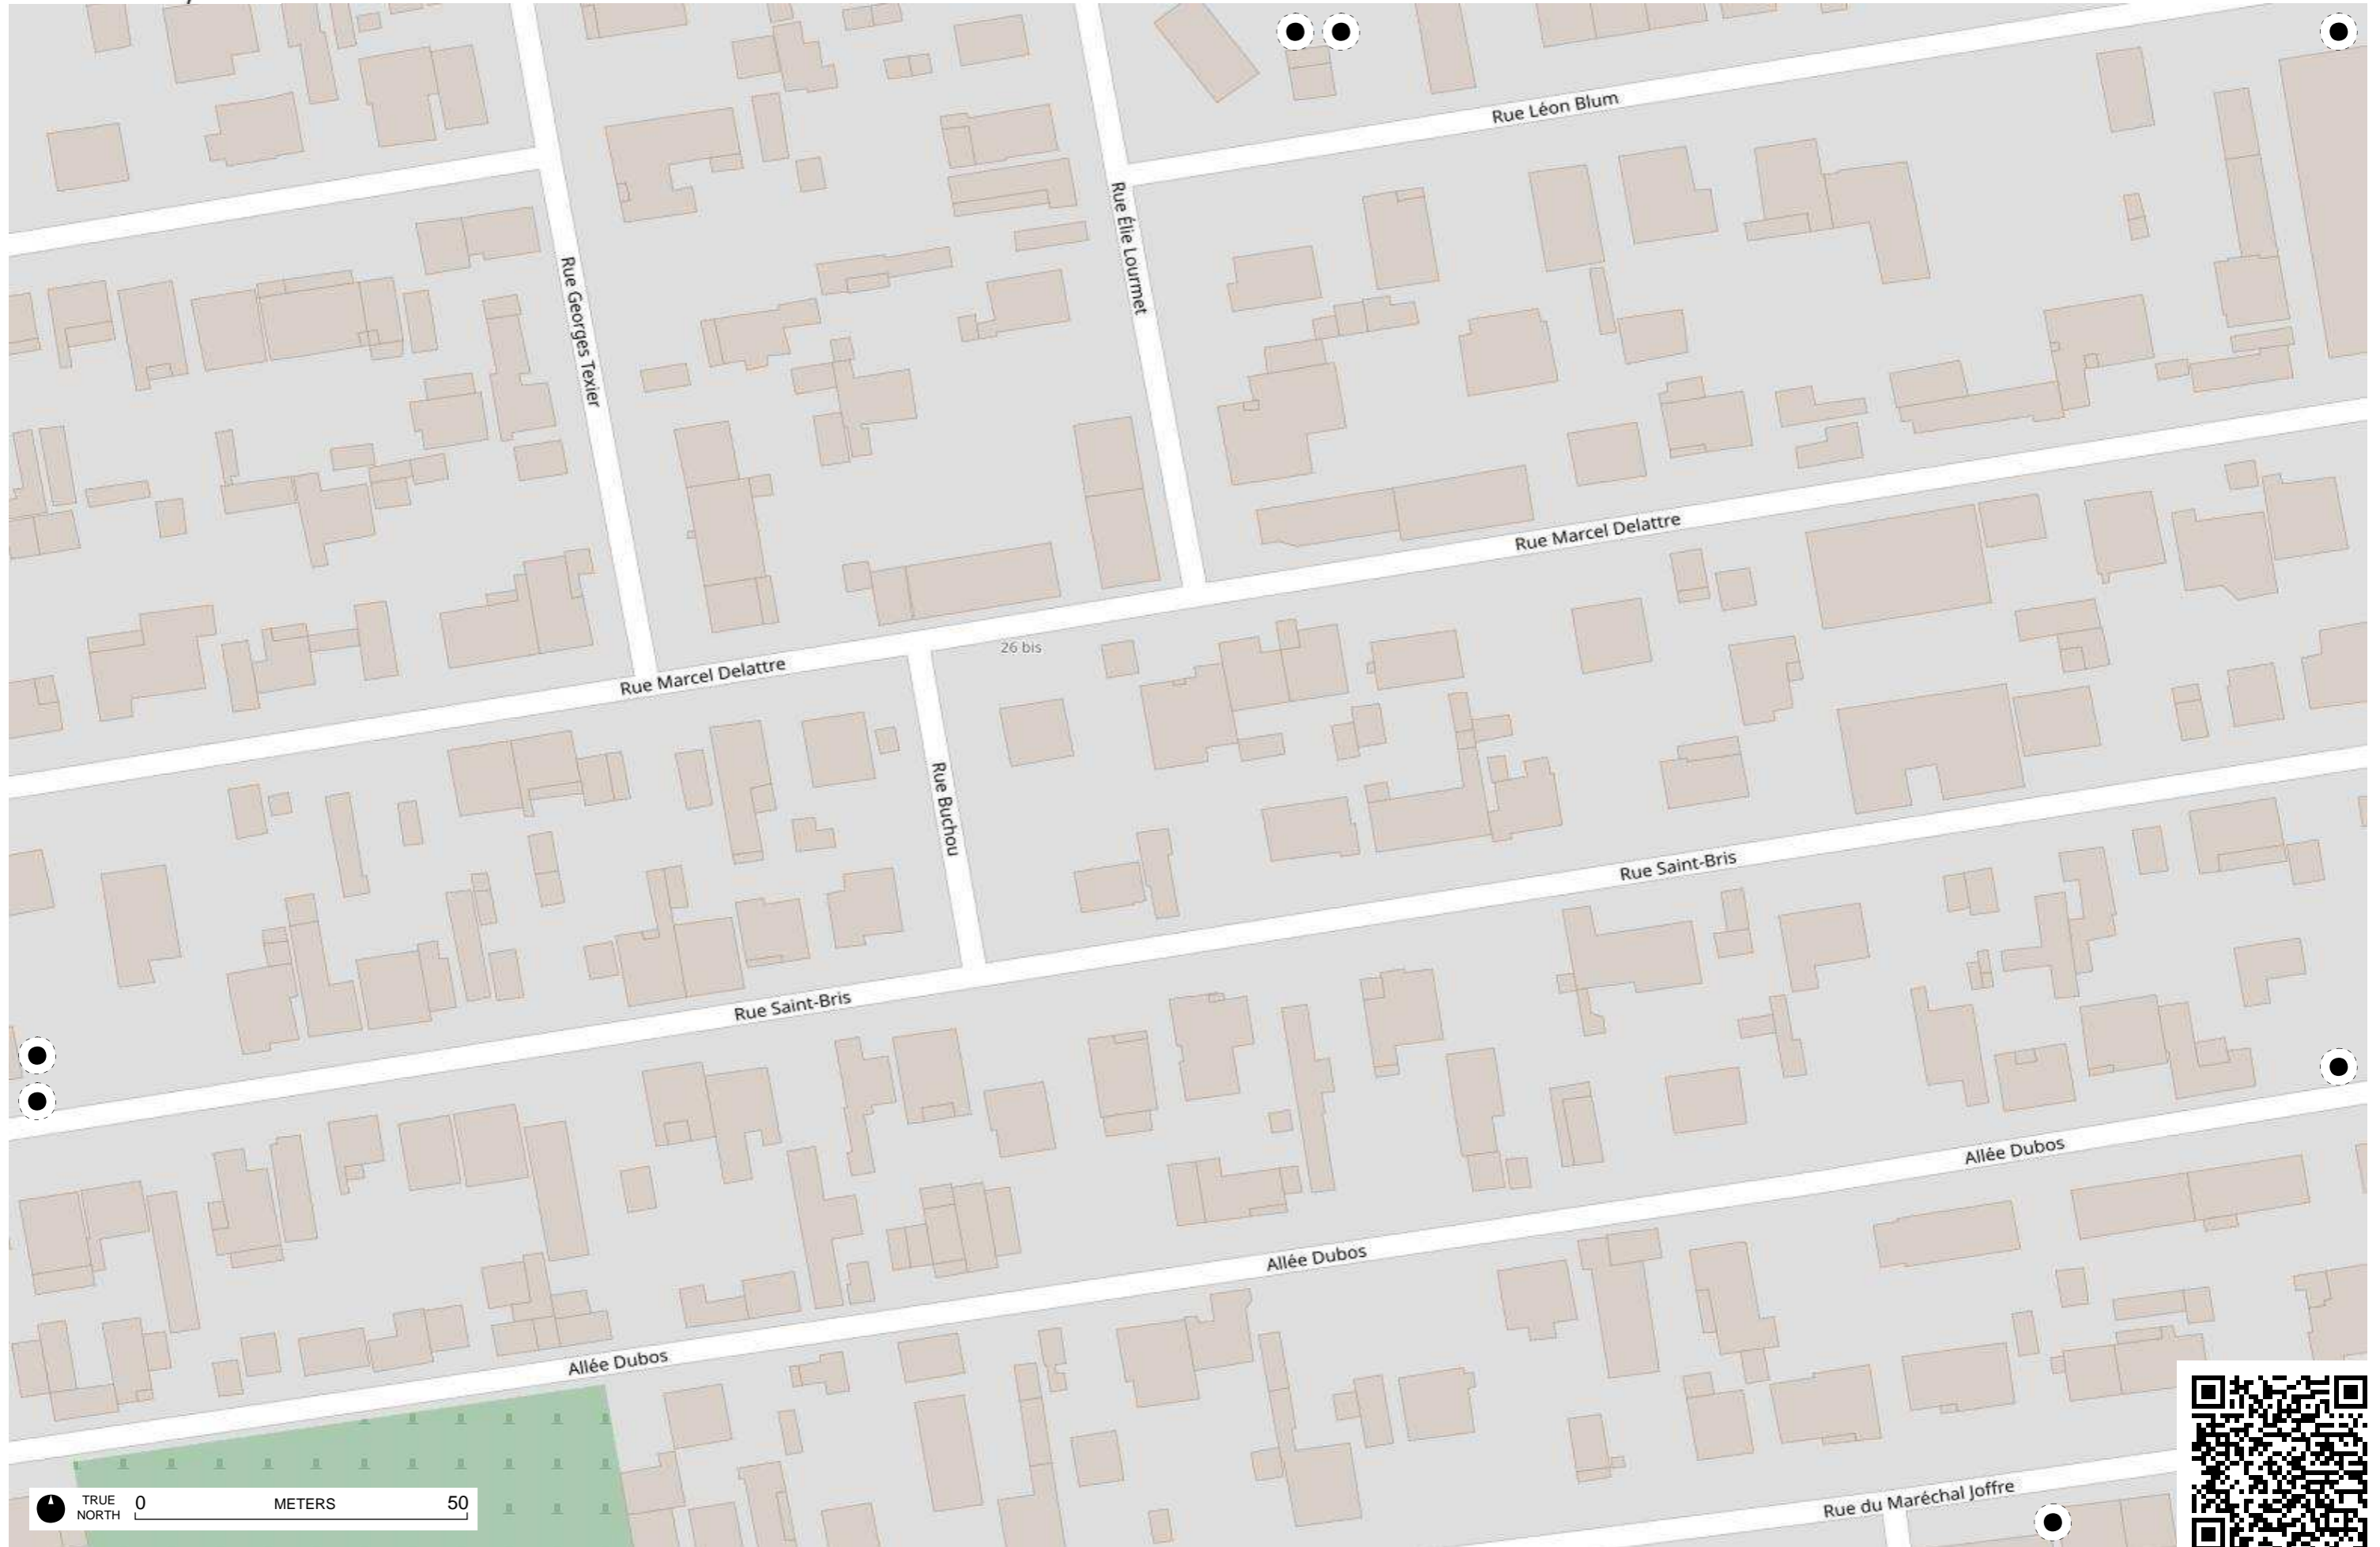 Rue Léon Blum
Rue Élie Lourmet
Rue Georges Texier
Rue Marcel Delattre
26 bis
Rue Marcel Delattre
Rue Buchou
Rue Saint-Bris
Rue Saint-Bris
Allée Dubos
Allée Dubos
Allée Dubos
Rue du Maréchal Joffre
TRUE NORTH
0 METERS 50